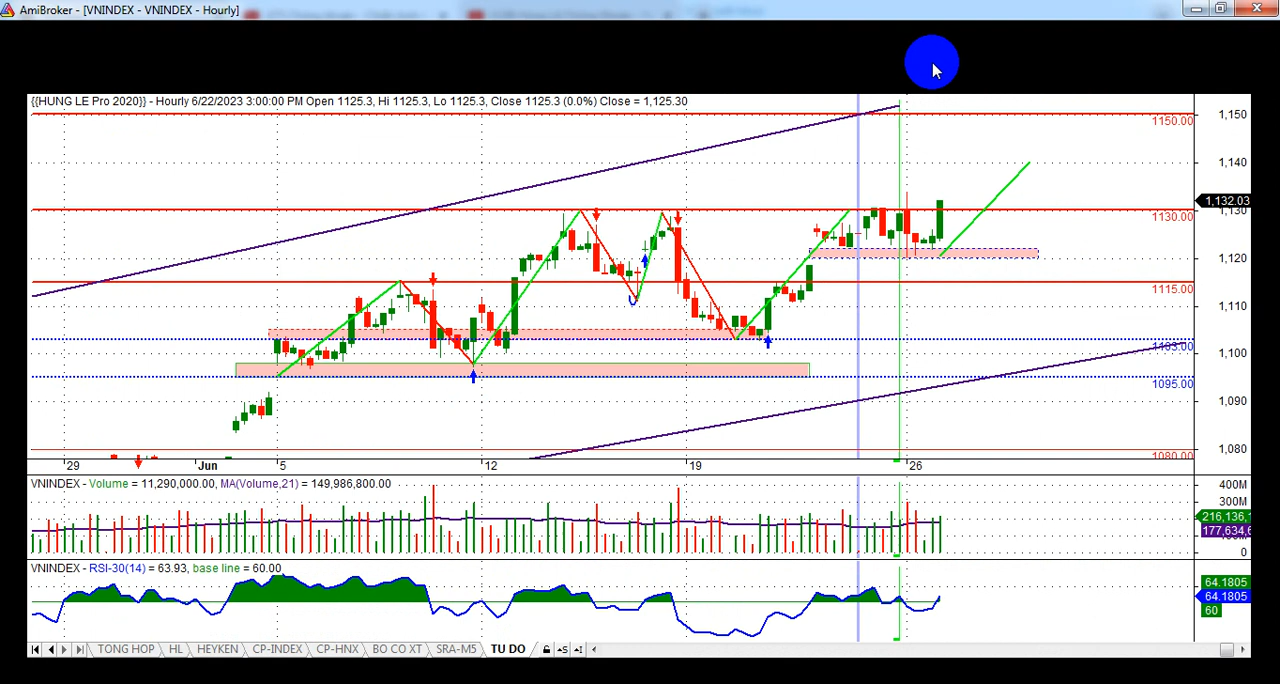 AmiBroker - [VNINDEX - VNINDEX - Hourly]
{{HUNG LE Pro 2020}} - Hourly 6/22/2023 3:00:00 PM Open 1125.3, Hi 1125.3, Lo 1125.3, Close 1125.3 (0.0%) Close = 1,125.30
1150.00
1,150
1,140
1,132.03
1130.00
1,130
1,120
1115.00
1,110
1103.00
1,100
1095.00
1,090
1080.00
1,080
29 Jun 5 12 19 26
VNINDEX - Volume = 11,290,000.00, MA(Volume,21) = 149,986,800.00
400M
300M
216,136,
177,634,
0
VNINDEX - RSI-30(14) = 63.93, base line = 60.00
64.1805
64.1805
60
TONG HOP HL HEYKEN CP-INDEX CP-HNX BO CO XT SRA-M5 TU DO